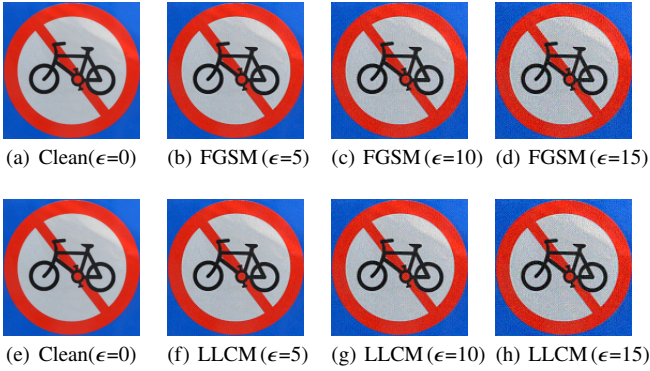 (a) Clean(ϵ=0) (b) FGSM(ϵ=5) (c) FGSM(ϵ=10) (d) FGSM(ϵ=15)
(e) Clean(ϵ=0) (f) LLCM(ϵ=5) (g) LLCM(ϵ=10) (h) LLCM(ϵ=15)